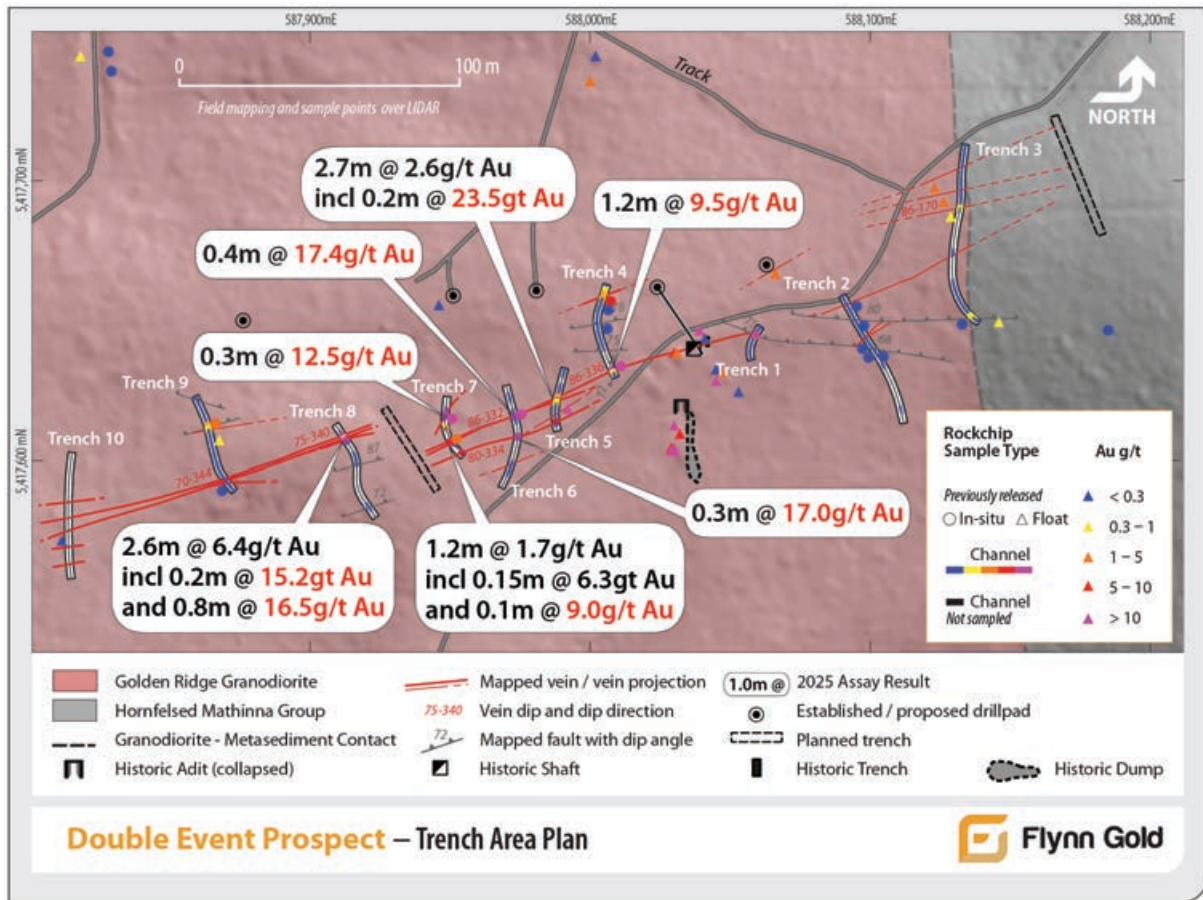 587,900mE
588,000mE
588,100mE
588,200mE
0
100 m
Field mapping and sample points over LIDAR
Track
NORTH
5,417,700 mN
5,417,600 mN
2.7m @ 2.6g/t Au
incl 0.2m @ 23.5gt Au
1.2m @ 9.5g/t Au
0.4m @ 17.4g/t Au
0.3m @ 12.5g/t Au
Trench 3
86-170
Trench 4
Trench 2
80
68
Trench 1
86-336
Trench 7
86-332
80-334
Trench 5
Trench 6
Trench 9
Trench 8
75-340
87
72
Trench 10
70-344
0.3m @ 17.0g/t Au
2.6m @ 6.4g/t Au
incl 0.2m @ 15.2gt Au
and 0.8m @ 16.5g/t Au
1.2m @ 1.7g/t Au
incl 0.15m @ 6.3gt Au
and 0.1m @ 9.0g/t Au
Rockchip
Sample Type
Au g/t
Previously released
In-situ
Float
Channel
Channel
Not sampled
< 0.3
0.3 – 1
1 – 5
5 – 10
> 10
Golden Ridge Granodiorite
Hornfelsed Mathinna Group
Granodiorite - Metasediment Contact
Historic Adit (collapsed)
Mapped vein / vein projection
75-340 Vein dip and dip direction
72 Mapped fault with dip angle
Historic Shaft
1.0m @ 2025 Assay Result
Established / proposed drillpad
Planned trench
Historic Trench
Historic Dump
Double Event Prospect – Trench Area Plan
Flynn Gold